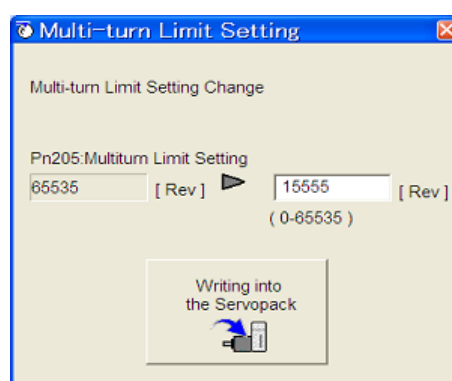 Multi-turn Limit Setting
Multi-turn Limit Setting Change
Pn205:Multiturn Limit Setting
65535 [ Rev ] 15555 [ Rev ]
( 0-65535 )
Writing into
the Servopack